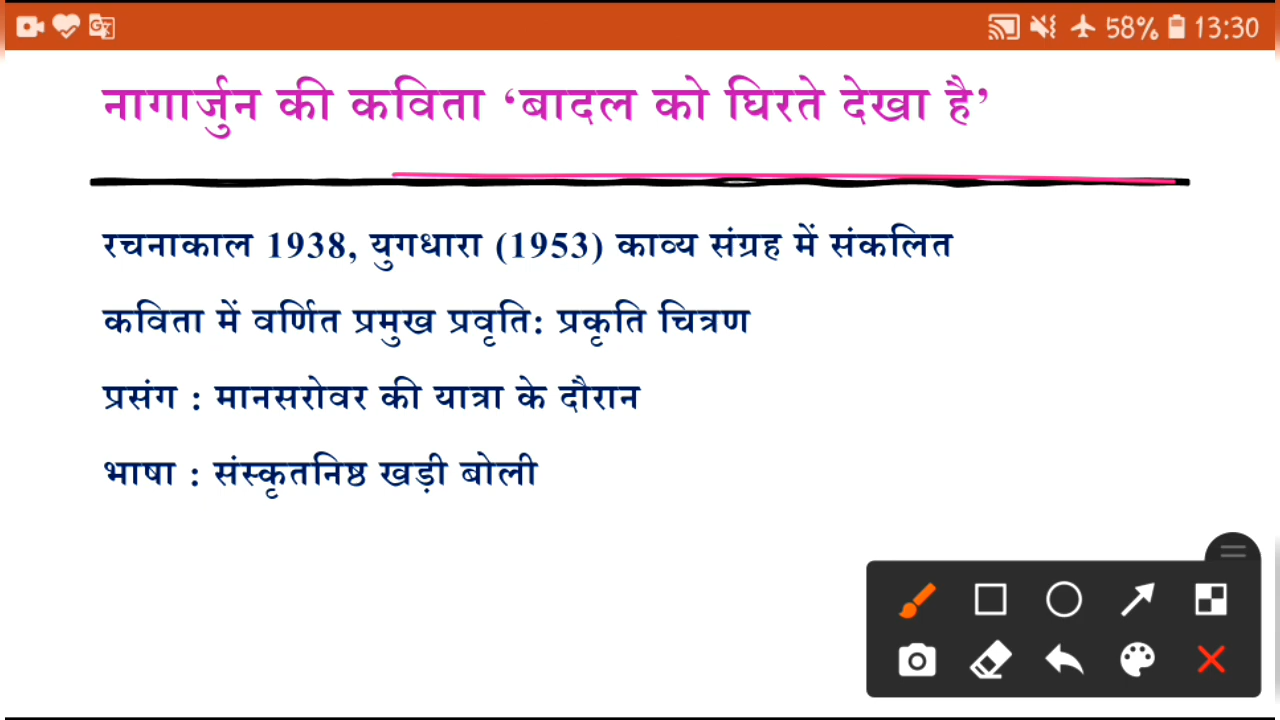 58% 13:30
नागार्जुन की कविता ‘बादल को घिरते देखा है’
रचनाकाल 1938, युगधारा (1953) काव्य संग्रह में संकलित
कविता में वर्णित प्रमुख प्रवृति: प्रकृति चित्रण
प्रसंग : मानसरोवर की यात्रा के दौरान
भाषा : संस्कृतनिष्ठ खड़ी बोली